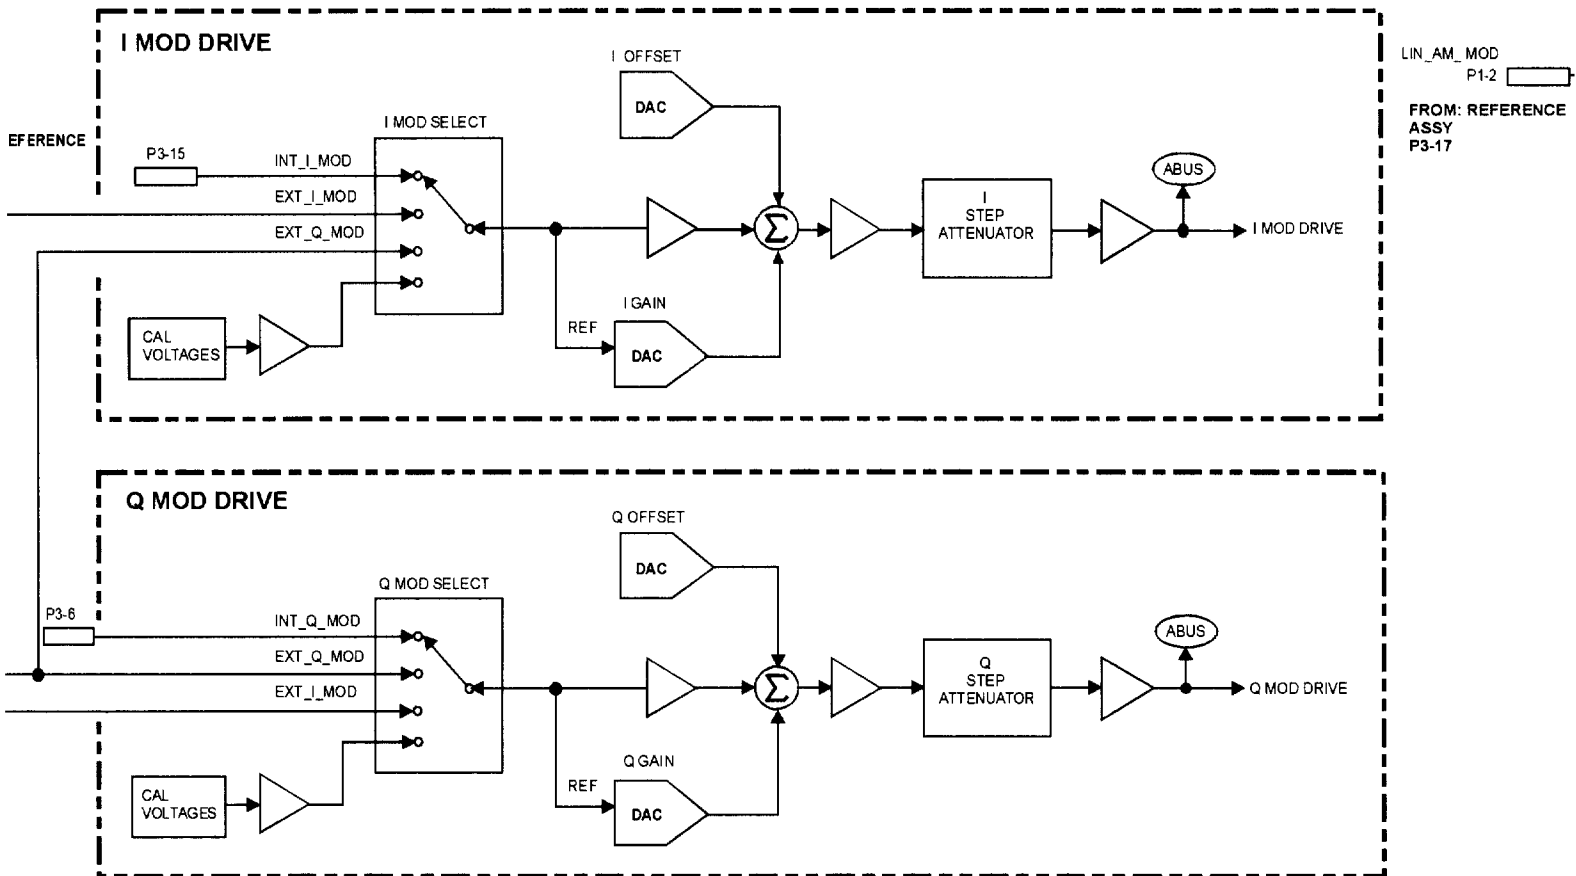 I MOD DRIVE
I OFFSET
DAC
LIN_AM_MOD
P1-2
FROM: REFERENCE
ASSY
P3-17
EFERENCE
P3-15
I MOD SELECT
INT_I_MOD
EXT_I_MOD
EXT_Q_MOD
Σ
I
STEP
ATTENUATOR
ABUS
I MOD DRIVE
CAL
VOLTAGES
I GAIN
REF
DAC
Q MOD DRIVE
Q OFFSET
DAC
P3-6
Q MOD SELECT
INT_Q_MOD
EXT_Q_MOD
EXT_I_MOD
Σ
Q
STEP
ATTENUATOR
ABUS
Q MOD DRIVE
CAL
VOLTAGES
Q GAIN
REF
DAC